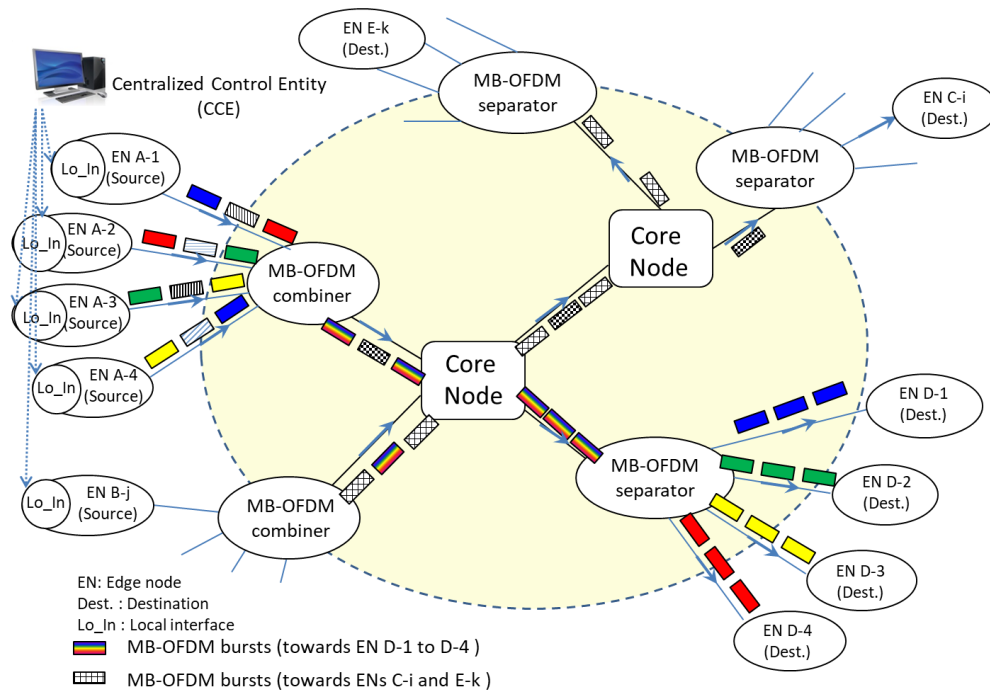 EN E-k
(Dest.)
MB-OFDM
separator
EN C-i
(Dest.)
Centralized Control Entity
(CCE)
MB-OFDM
separator
Lo_In
EN A-1
(Source)
Lo_In
EN A-2
(Source)
Core
Node
MB-OFDM
combiner
Lo_In
EN A-3
(Source)
Lo_In
EN A-4
(Source)
Core
Node
EN D-1
(Dest.)
MB-OFDM
separator
EN D-2
(Dest.)
Lo_In
EN B-j
(Source)
MB-OFDM
combiner
EN D-3
(Dest.)
EN D-4
(Dest.)
EN: Edge node
Dest. : Destination
Lo_In : Local interface
MB-OFDM bursts (towards EN D-1 to D-4 )
MB-OFDM bursts (towards ENs C-i and E-k )